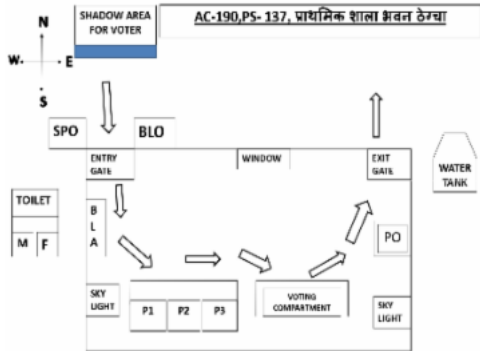 AC-190,PS- 137, प्राथमिक शाला भवन ठेग्चा
SHADOW AREA
FOR VOTER
N
W
E
S
SPO
BLO
ENTRY
GATE
WINDOW
EXIT
GATE
WATER
TANK
TOILET
M
F
B
L
A
PO
SKY
LIGHT
P1
P2
P3
VOTING
COMPARTMENT
SKY
LIGHT